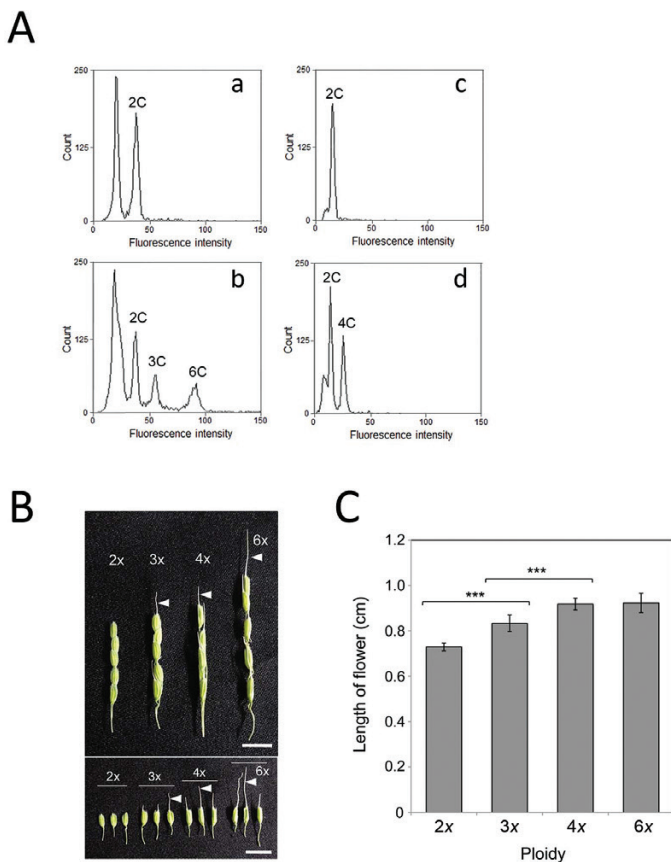 A
a
2C
Count
250
125
0
0 50 100 150
Fluorescence intensity
c
2C
Count
250
125
0
0 50 100 150
Fluorescence intensity
b
2C
3C
6C
Count
250
125
0
0 50 100 150
Fluorescence intensity
d
2C
4C
Count
250
125
0
0 50 100 150
Fluorescence intensity
B
2x 3x 4x 6x
2x 3x 4x 6x
C
Length of flower (cm)
1.2
1.0
0.8
0.6
0.4
0.2
0
***
***
2x 3x 4x 6x
Ploidy